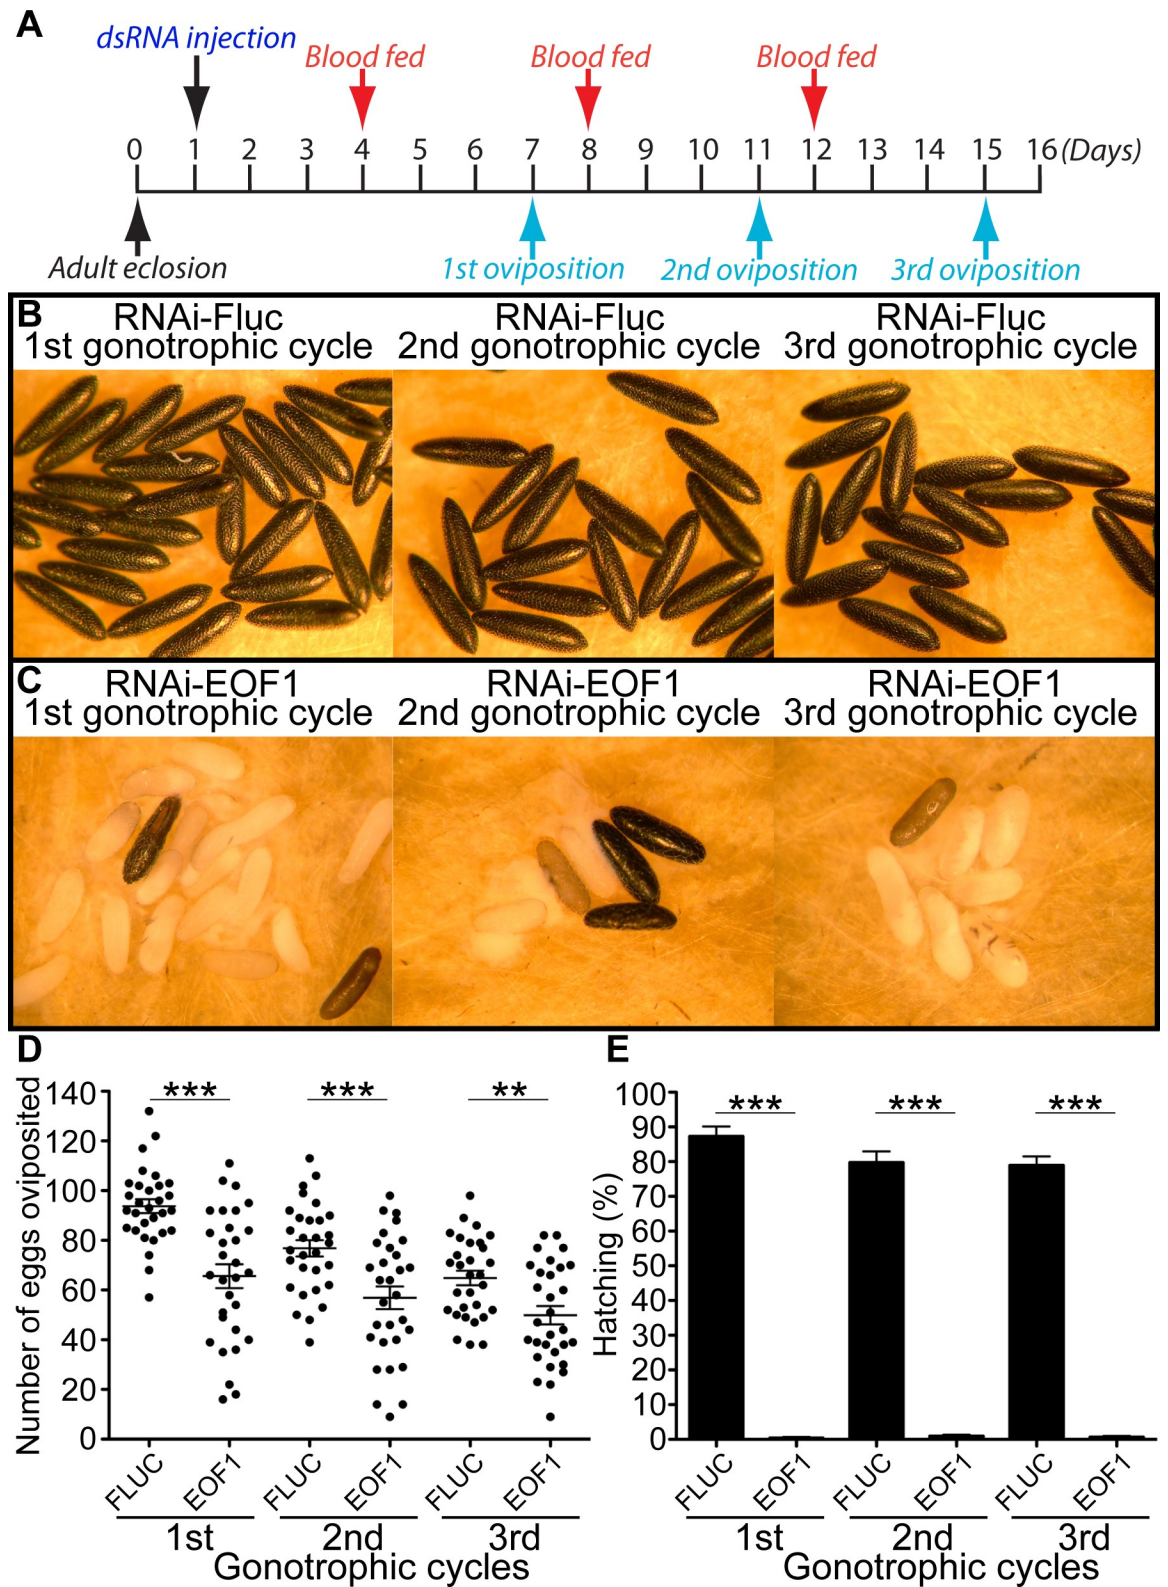 A
dsRNA injection
Blood fed Blood fed Blood fed
0 1 2 3 4 5 6 7 8 9 10 11 12 13 14 15 16 (Days)
Adult eclosion 1st oviposition 2nd oviposition 3rd oviposition
B
RNAi-Fluc
1st gonotrophic cycle
RNAi-Fluc
2nd gonotrophic cycle
RNAi-Fluc
3rd gonotrophic cycle
C
RNAi-EOF1
1st gonotrophic cycle
RNAi-EOF1
2nd gonotrophic cycle
RNAi-EOF1
3rd gonotrophic cycle
D
Number of eggs oviposited
140
120
100
80
60
40
20
0
*** *** **
FLUC EOF1 FLUC EOF1 FLUC EOF1
1st 2nd 3rd
Gonotrophic cycles
E
Hatching (%)
100
90
80
70
60
50
40
30
20
10
0
*** *** ***
FLUC EOF1 FLUC EOF1 FLUC EOF1
1st 2nd 3rd
Gonotrophic cycles